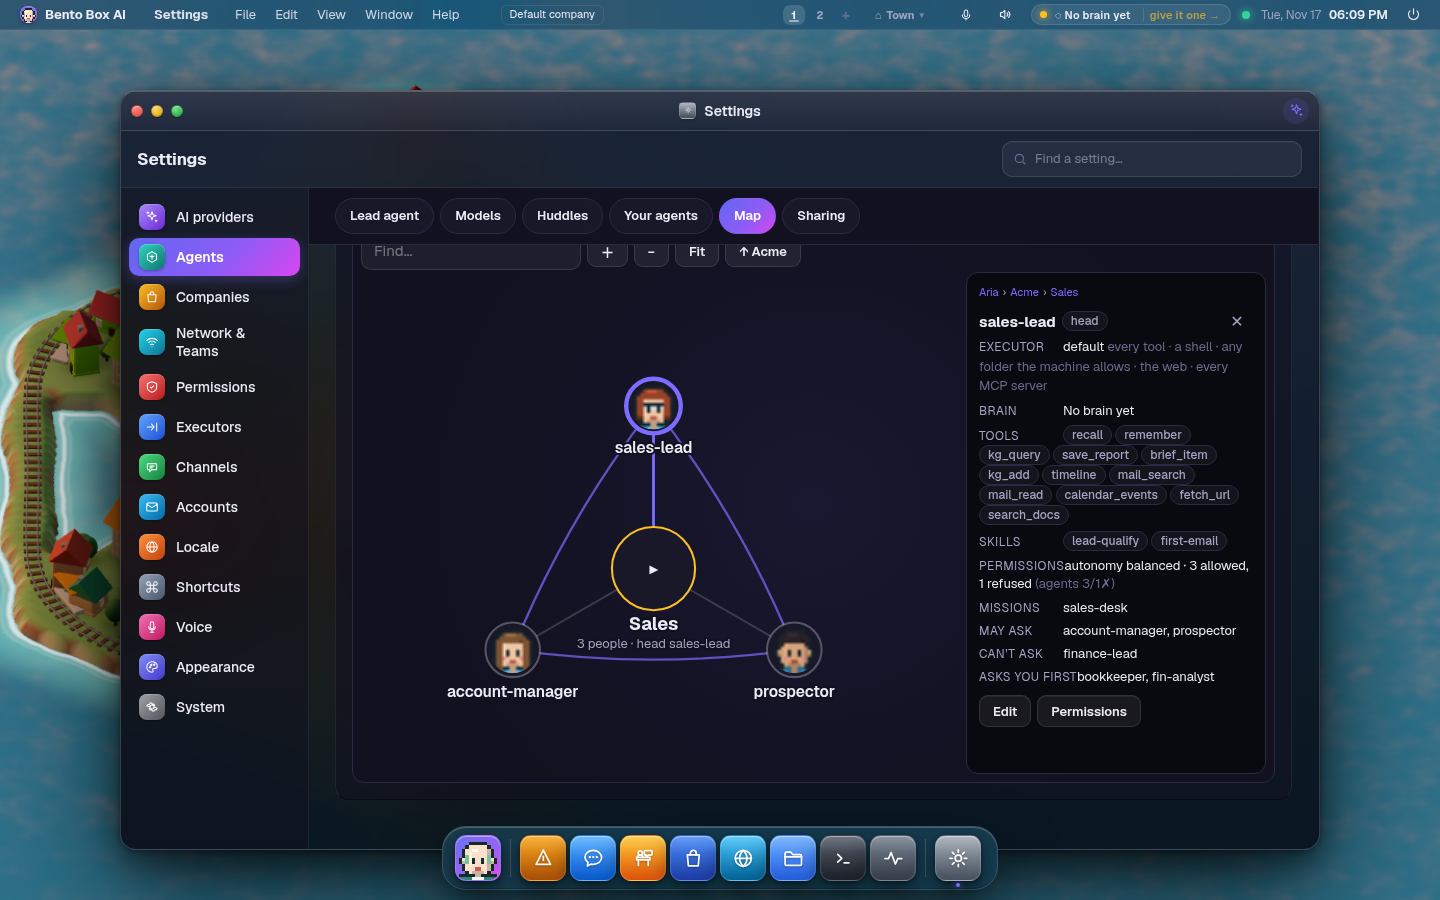 Bento Box AI Settings File Edit View Window Help Default company 1 2 + Town No brain yet give it one → Tue, Nov 17 06:09 PM
Settings
Settings
Find a setting...
AI providers
Agents
Companies
Network &
Teams
Permissions
Executors
Channels
Accounts
Locale
Shortcuts
Voice
Appearance
System
Lead agent Models Huddles Your agents Map Sharing
Find... + − Fit ↑ Acme
sales-lead
Sales
3 people · head sales-lead
account-manager
prospector
Aria › Acme › Sales
sales-lead head ✕
EXECUTOR default every tool · a shell · any
folder the machine allows · the web · every
MCP server
BRAIN No brain yet
TOOLS recall remember
kg_query save_report brief_item
kg_add timeline mail_search
mail_read calendar_events fetch_url
search_docs
SKILLS lead-qualify first-email
PERMISSIONS autonomy balanced · 3 allowed,
1 refused (agents 3/1✗)
MISSIONS sales-desk
MAY ASK account-manager, prospector
CAN'T ASK finance-lead
ASKS YOU FIRST bookkeeper, fin-analyst
Edit Permissions